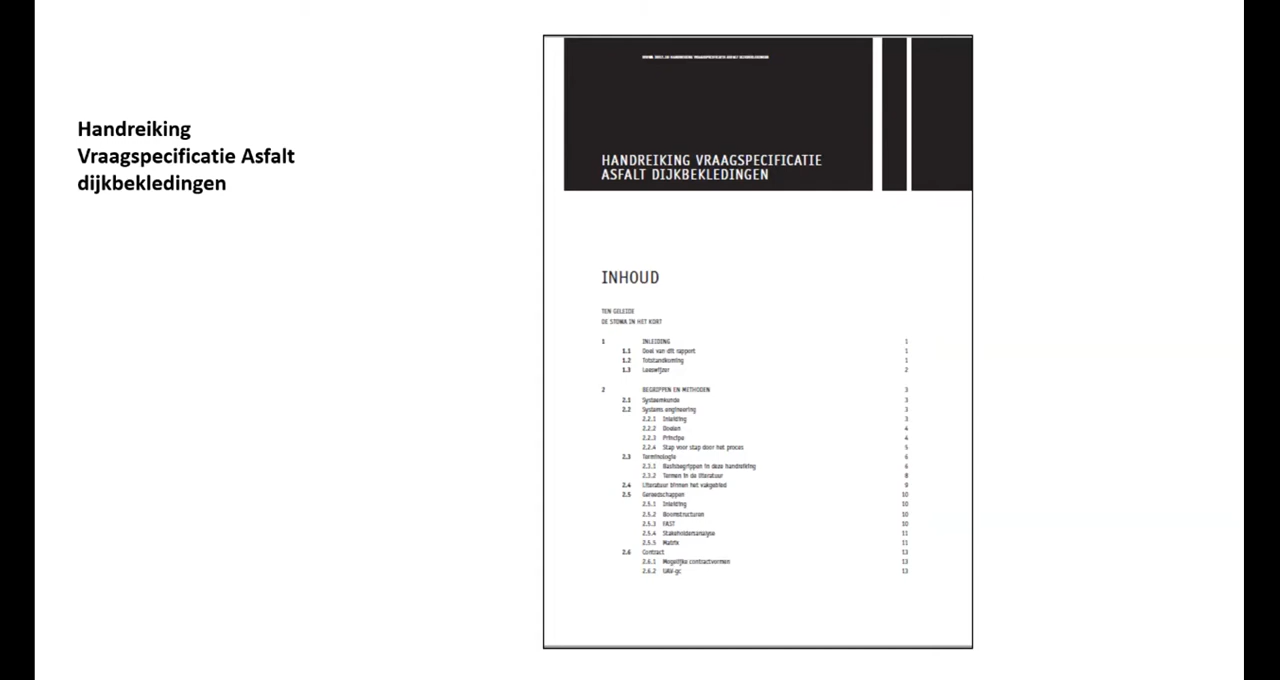 Handreiking
Vraagspecificatie Asfalt
dijkbekledingen
HANDREIKING VRAAGSPECIFICATIE ASFALT DIJKBEKLEDINGEN
HANDREIKING VRAAGSPECIFICATIE
ASFALT DIJKBEKLEDINGEN
INHOUD
TEN GELEIDE
DE STOWA IN HET KORT
1 INLEIDING 1
1.1 Doel van dit rapport 1
1.2 Totstandkoming 1
1.3 Leeswijzer 2
2 BEGRIPPEN EN METHODEN 3
2.1 Systeemkunde 3
2.2 Systems engineering 3
2.2.1 Inleiding 3
2.2.2 Doelen 4
2.2.3 Principe 4
2.2.4 Stap voor stap door het proces 5
2.3 Terminologie 6
2.3.1 Basisbegrippen in deze handreiking 6
2.3.2 Termen in de literatuur 8
2.4 Literatuur binnen het vakgebied 9
2.5 Gereedschappen 10
2.5.1 Inleiding 10
2.5.2 Boomstructuren 10
2.5.3 FAST 10
2.5.4 Stakeholderanalyse 11
2.5.5 Matrix 11
2.6 Contract 13
2.6.1 Mogelijke contractvormen 13
2.6.2 UAV-gc 13